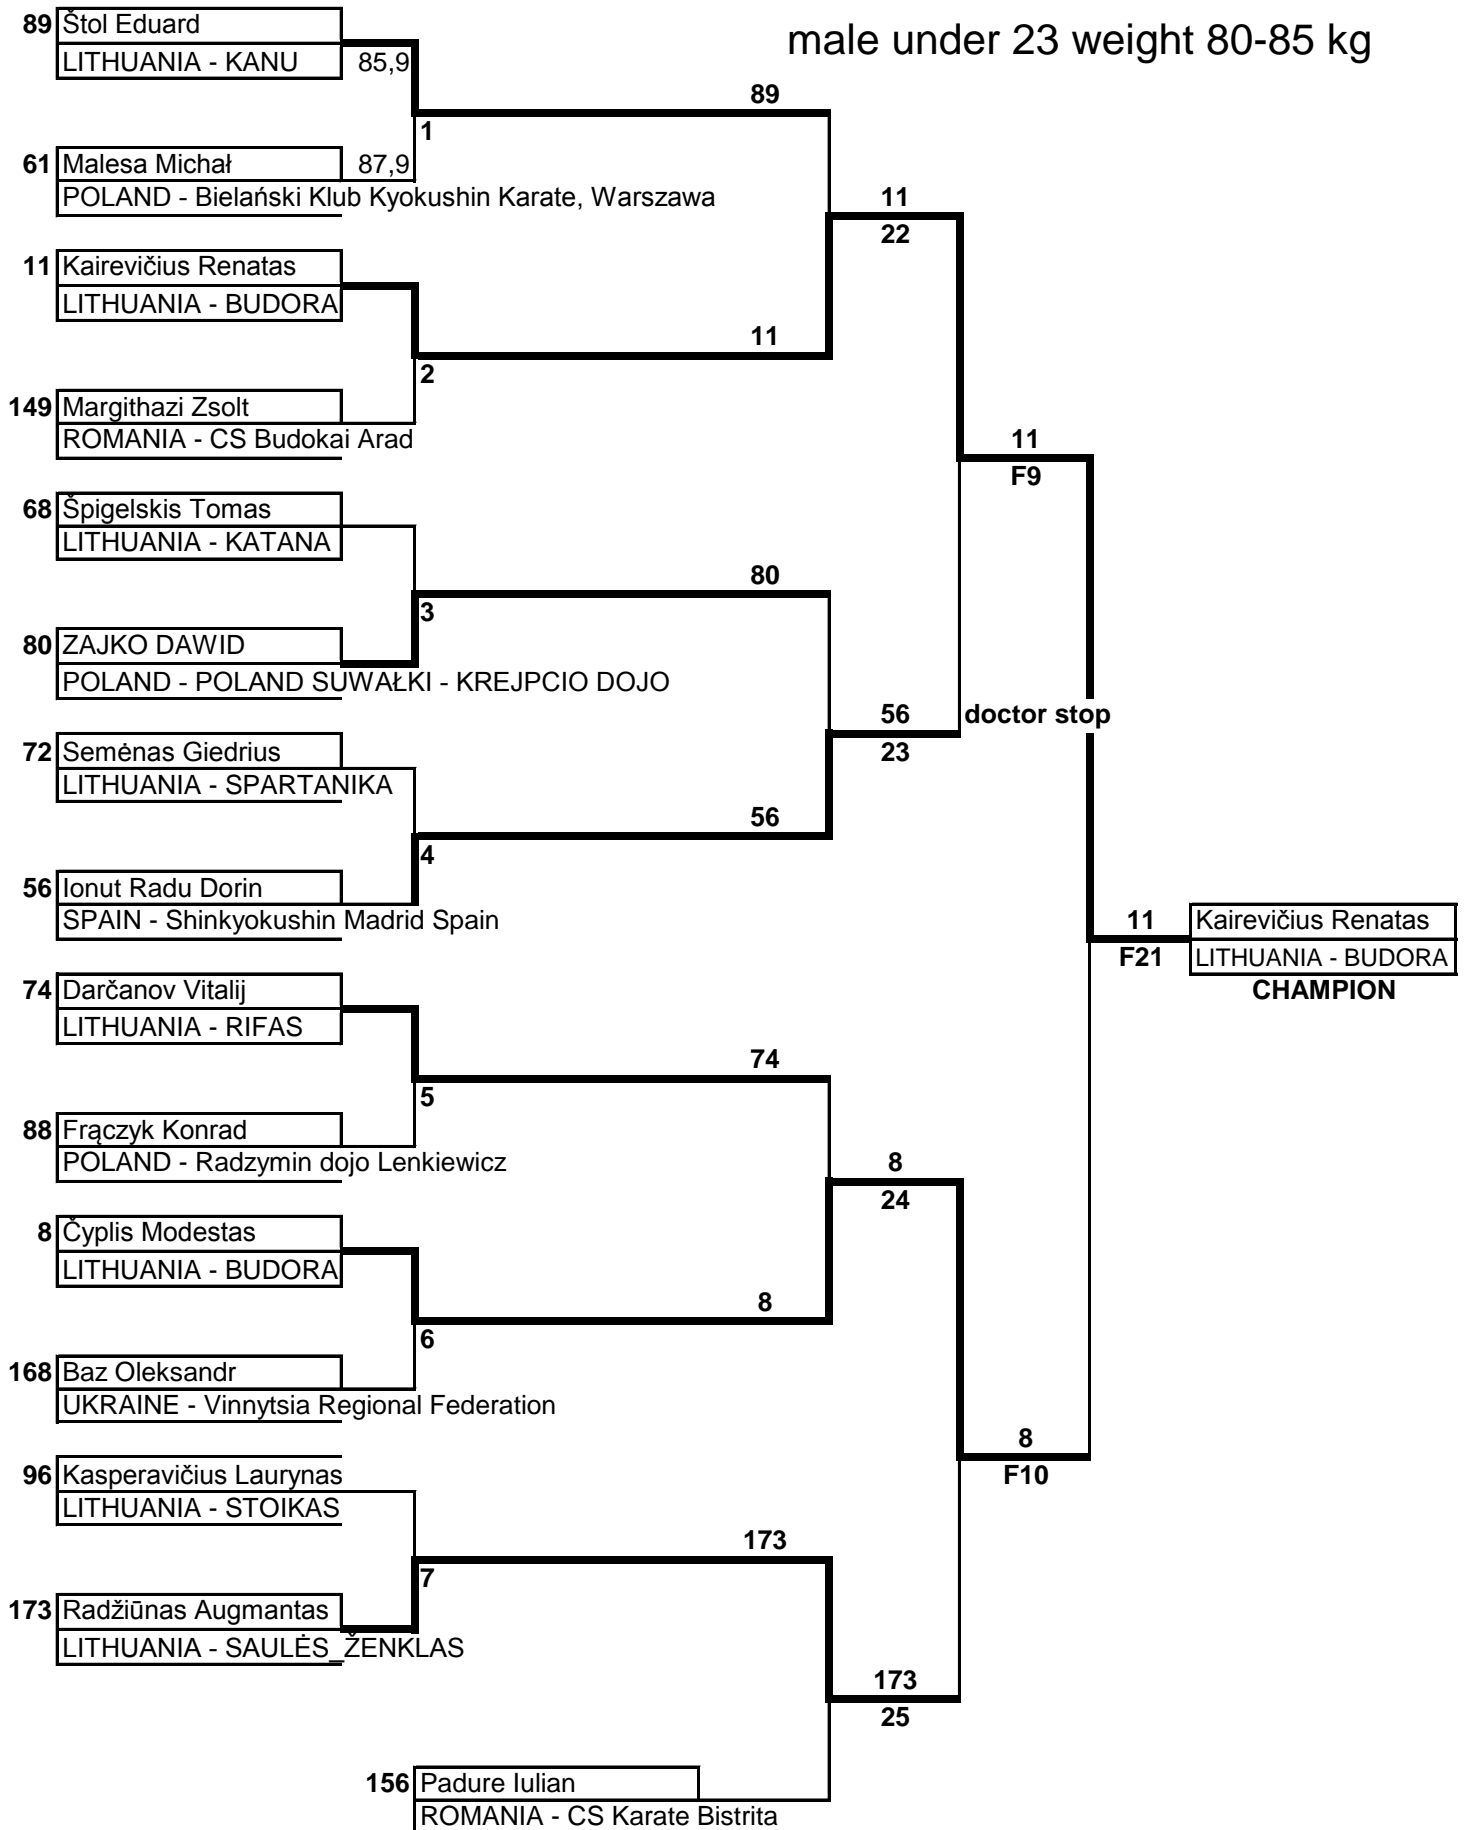 male under 23 weight 80-85 kg
89 Štol Eduard
LITHUANIA - KANU 85,9
89
1
61 Malesa Michał 87,9
POLAND - Bielański Klub Kyokushin Karate, Warszawa
11
22
11 Kairevičius Renatas
LITHUANIA - BUDORA
11
2
149 Margithazi Zsolt
ROMANIA - CS Budokai Arad
11
F9
68 Špigelskis Tomas
LITHUANIA - KATANA
80
3
80 ZAJKO DAWID
POLAND - POLAND SUWAŁKI - KREJPCIO DOJO
56 doctor stop
23
72 Semėnas Giedrius
LITHUANIA - SPARTANIKA
56
4
56 Ionut Radu Dorin
SPAIN - Shinkyokushin Madrid Spain
11 Kairevičius Renatas
F21 LITHUANIA - BUDORA
CHAMPION
74 Darčanov Vitalij
LITHUANIA - RIFAS
74
5
88 Frączyk Konrad
POLAND - Radzymin dojo Lenkiewicz
8
24
8 Čyplis Modestas
LITHUANIA - BUDORA
8
6
168 Baz Oleksandr
UKRAINE - Vinnytsia Regional Federation
8
F10
96 Kasperavičius Laurynas
LITHUANIA - STOIKAS
173
7
173 Radžiūnas Augmantas
LITHUANIA - SAULĖS_ŽENKLAS
173
25
156 Padure Iulian
ROMANIA - CS Karate Bistrita